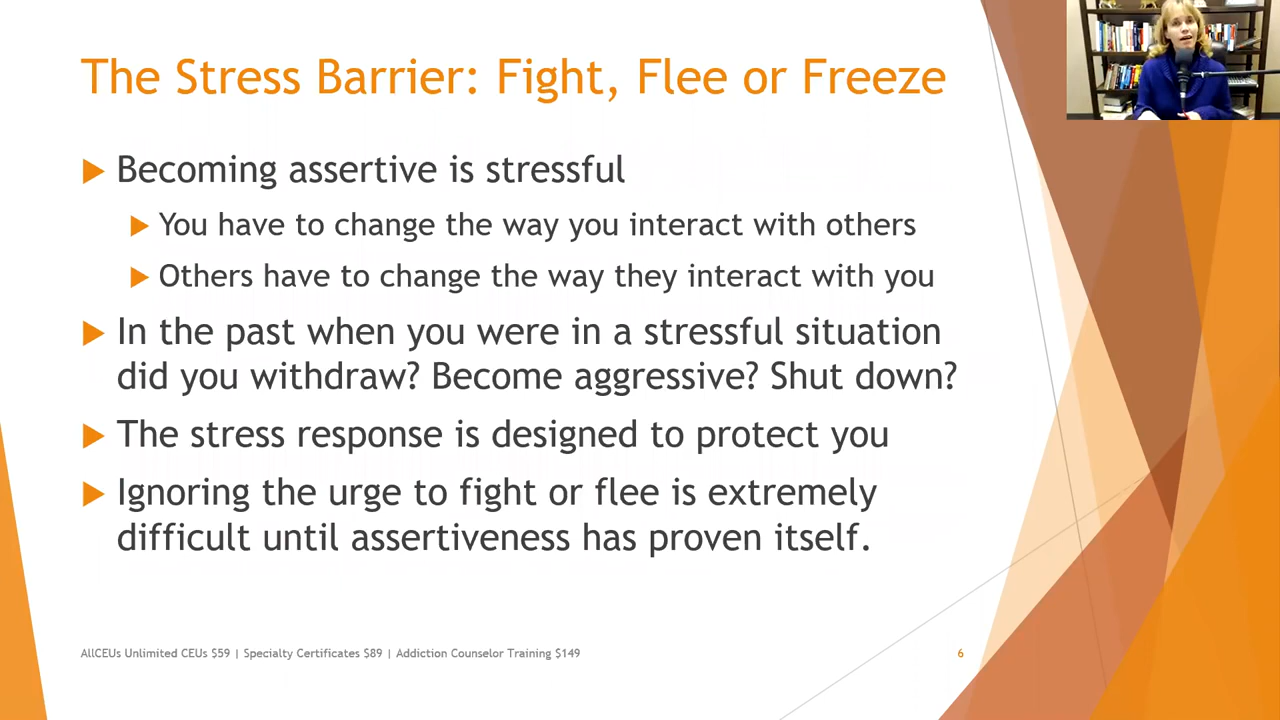 The Stress Barrier: Fight, Flee or Freeze
Becoming assertive is stressful
You have to change the way you interact with others
Others have to change the way they interact with you
In the past when you were in a stressful situation
did you withdraw? Become aggressive? Shut down?
The stress response is designed to protect you
Ignoring the urge to fight or flee is extremely
difficult until assertiveness has proven itself.
AllCEUs Unlimited CEUs $59 | Specialty Certificates $89 | Addiction Counselor Training $149
6